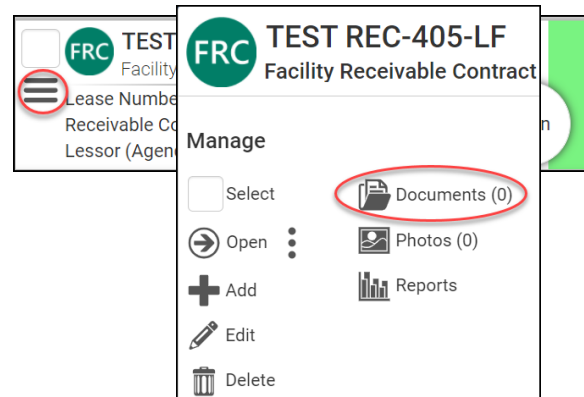 FRC TEST
Facility
Lease Numbe
Receivable Co
Lessor (Agen
n
FRC TEST REC-405-LF
Facility Receivable Contract
Manage
Select
Documents (0)
Open
Photos (0)
Add
Reports
Edit
Delete